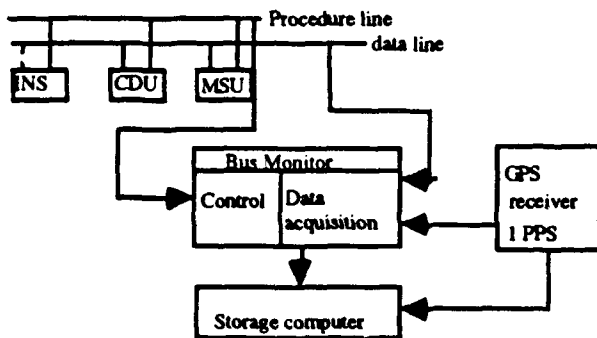 Procedure line
data line
INS
CDU
MSU
Bus Monitor
Control
Data
acquisition
GPS
receiver
1 PPS
Storage computer